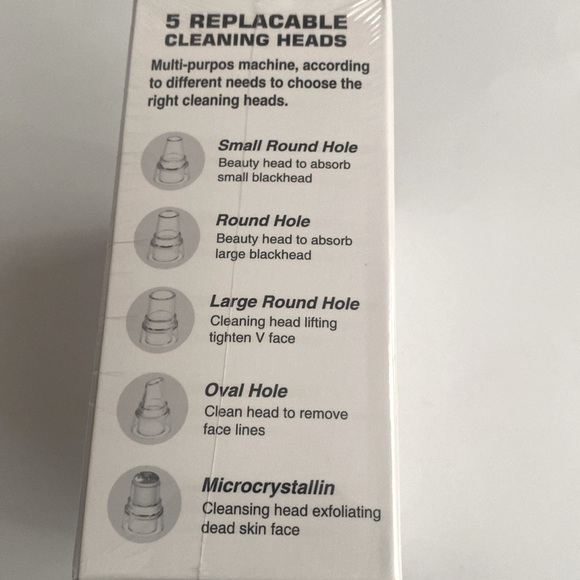 5 REPLACABLE
CLEANING HEADS
Multi-purpos machine, according
to different needs to choose the
right cleaning heads.
Small Round Hole
Beauty head to absorb
small blackhead
Round Hole
Beauty head to absorb
large blackhead
Large Round Hole
Cleaning head lifting
tighten V face
Oval Hole
Clean head to remove
face lines
Microcrystallin
Cleansing head exfoliating
dead skin face